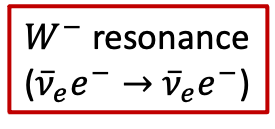 W⁻ resonance
(ν̄ₑe⁻ → ν̄ₑe⁻)